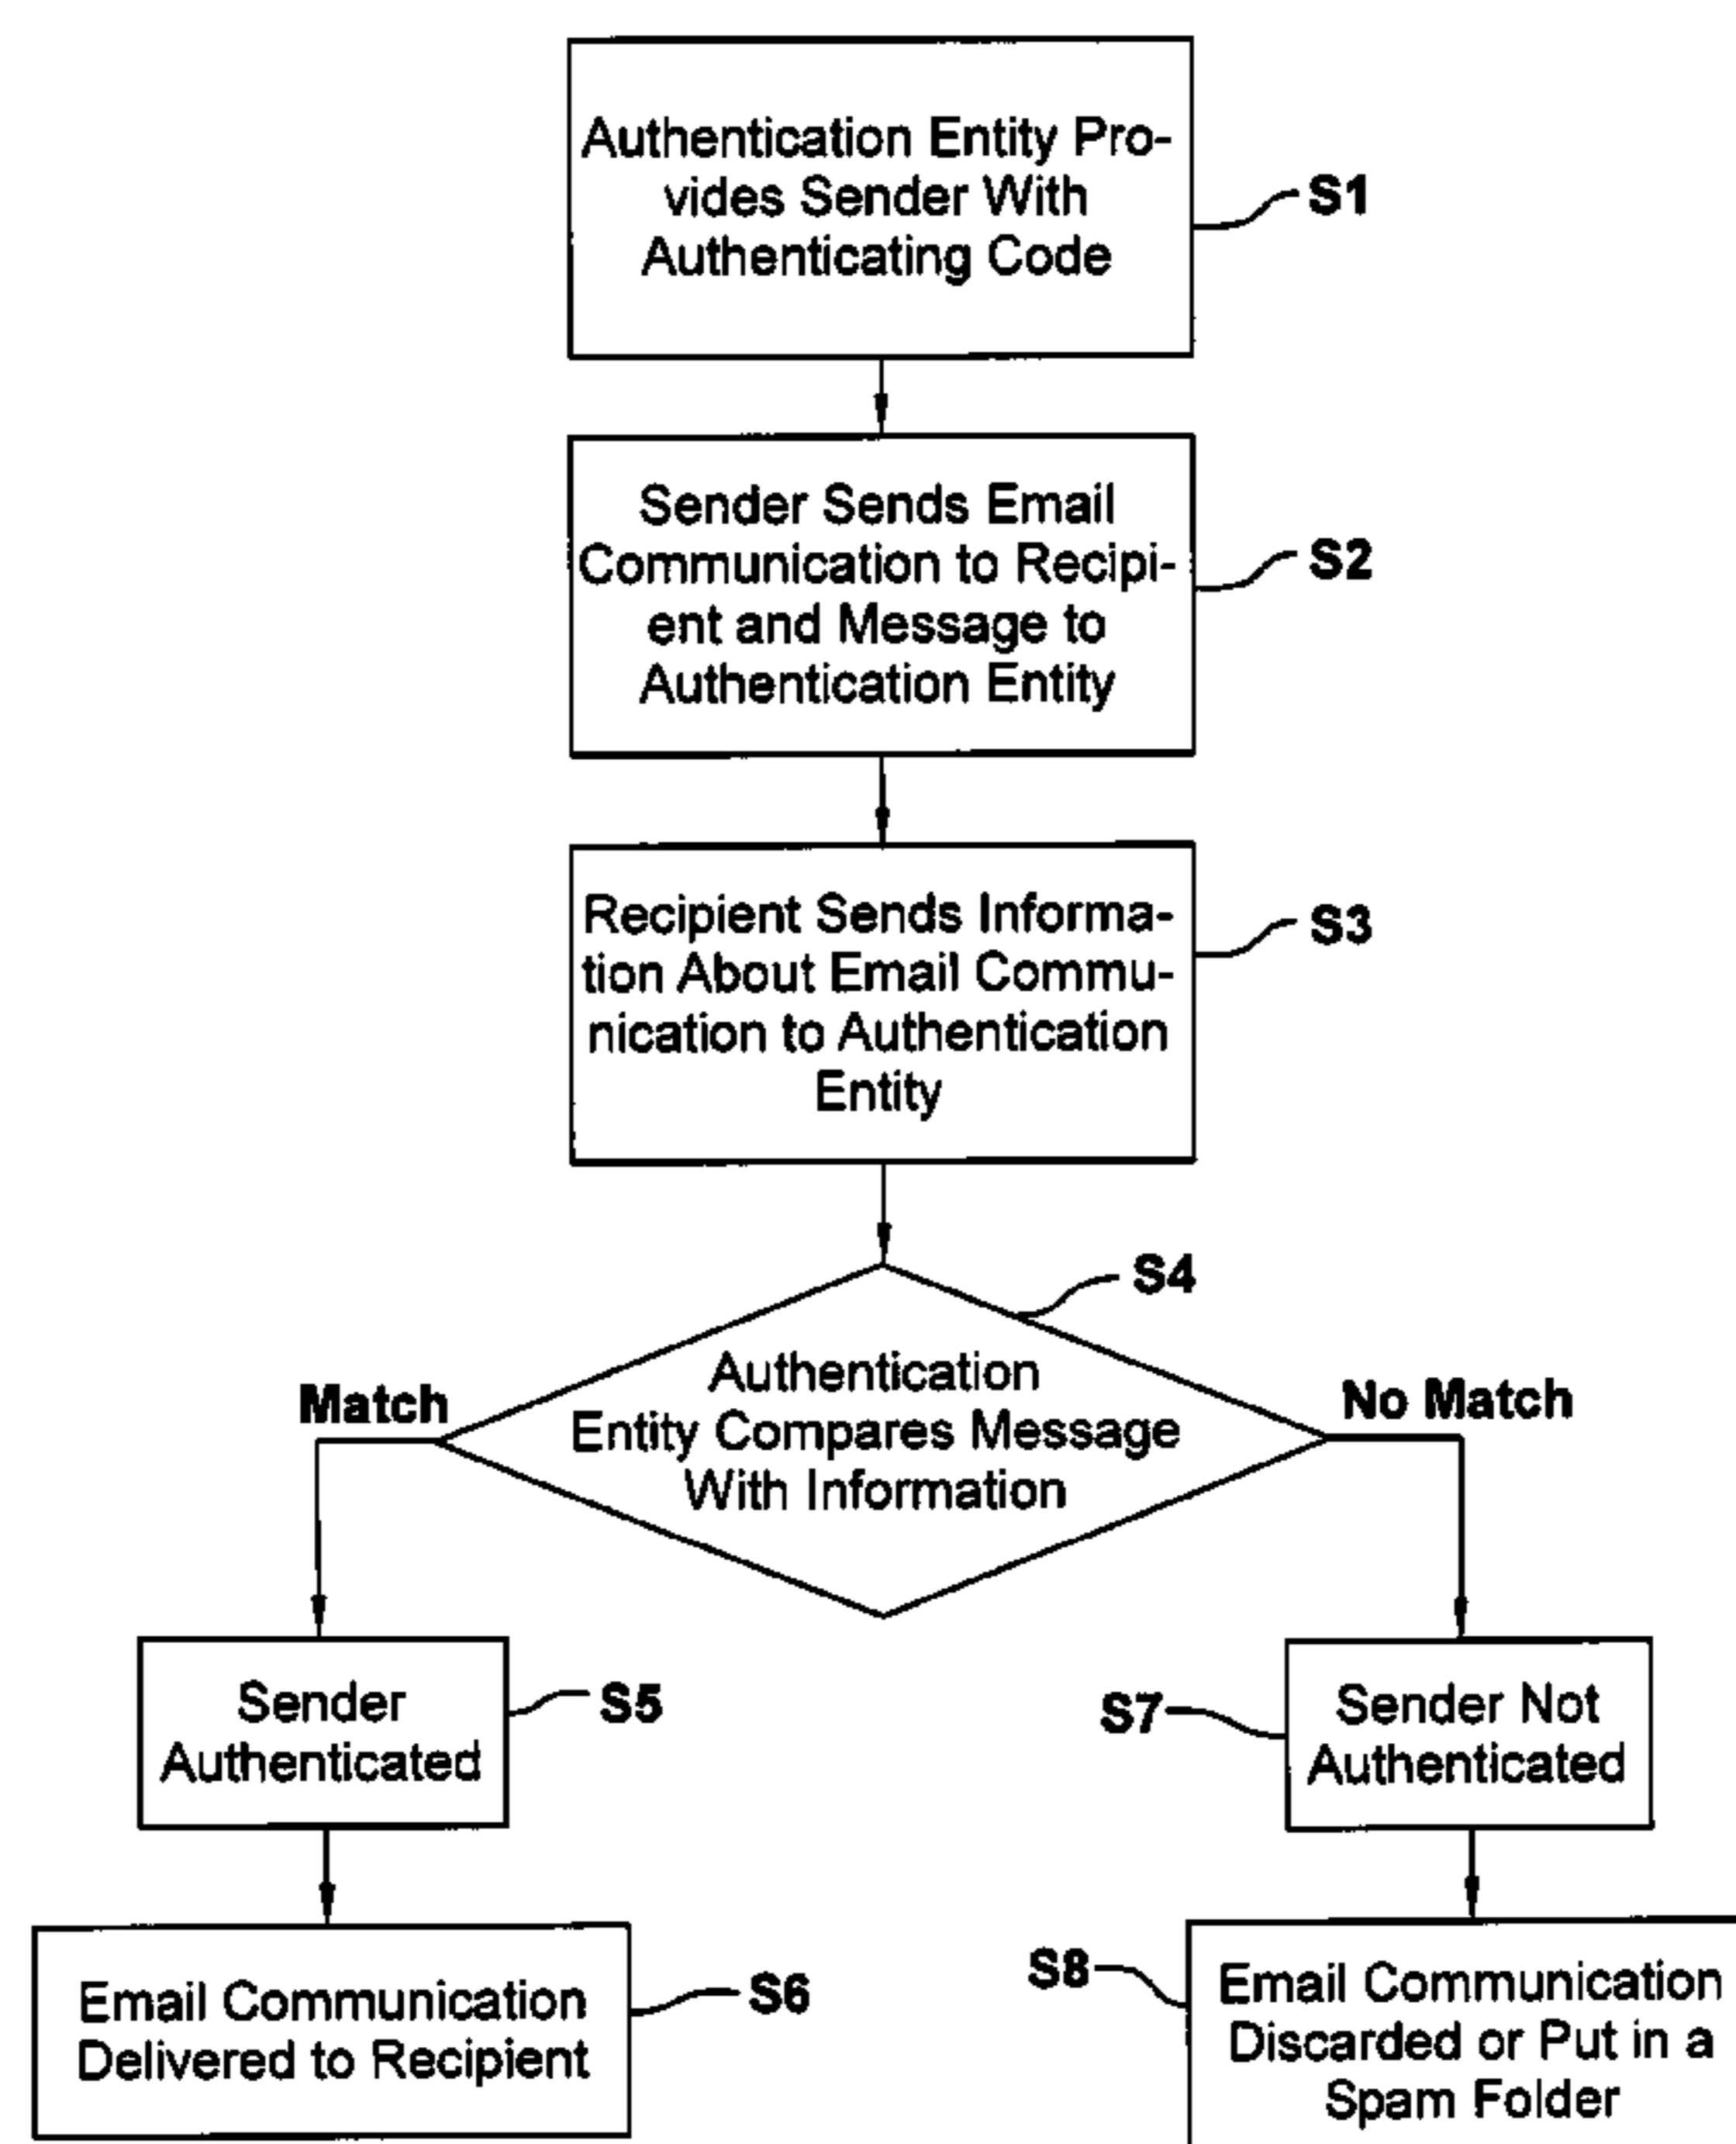 Authentication Entity Pro-
vides Sender With
Authenticating Code
S1
Sender Sends Email
Communication to Recipi-
ent and Message to
Authentication Entity
S2
Recipient Sends Informa-
tion About Email Commu-
nication to Authentication
Entity
S3
S4
Authentication
Entity Compares Message
With Information
Match
No Match
Sender
Authenticated
S5
S7
Sender Not
Authenticated
Email Communication
Delivered to Recipient
S6
S8
Email Communication
Discarded or Put in a
Spam Folder